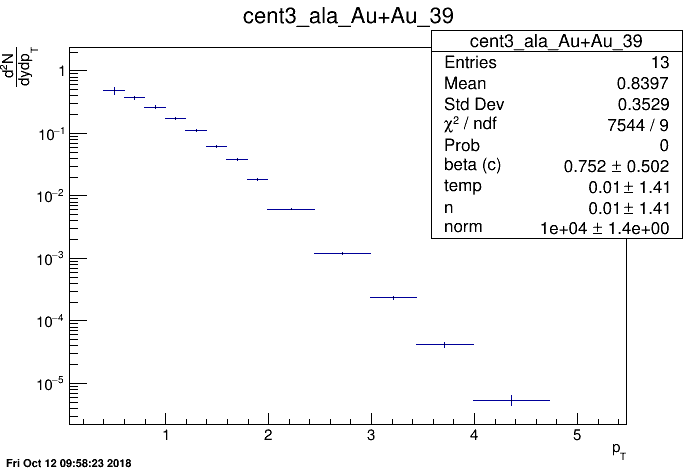 cent3_ala_Au+Au_39
cent3_ala_Au+Au_39
Entries 13
Mean 0.8397
Std Dev 0.3529
χ² / ndf 7544 / 9
Prob 0
beta (c) 0.752 ± 0.502
temp 0.01 ± 1.41
n 0.01 ± 1.41
norm 1e+04 ± 1.4e+00
d²N
dydp_T
1
10⁻¹
10⁻²
10⁻³
10⁻⁴
10⁻⁵
1 2 3 4 5
p_T
Fri Oct 12 09:58:23 2018